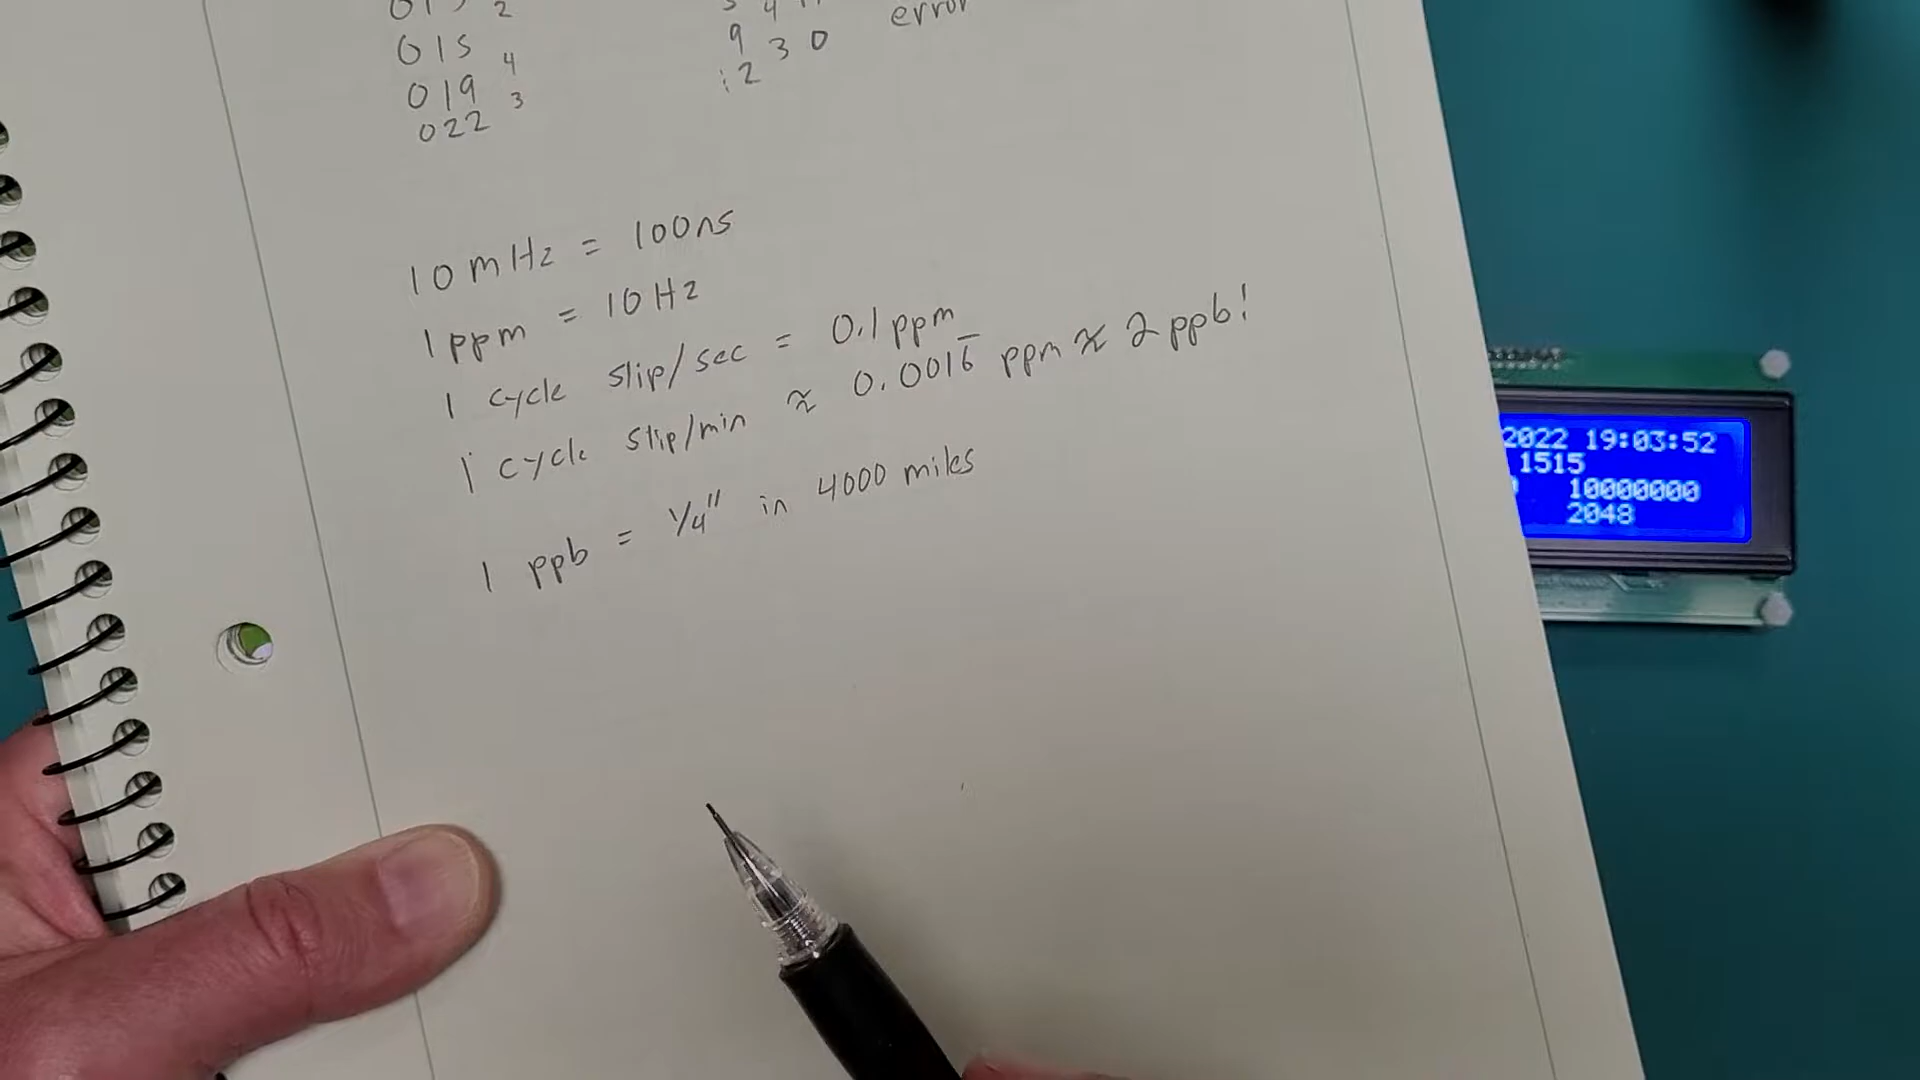 015 4
019 3
022
9 3 0 error
2
10 mHz = 100ns
1 ppm = 10 Hz
1 cycle slip/sec = 0.1 ppm
1 cycle slip/min ≈ 0.0016̅ ppm ≈ 2 ppb!
1 ppb = 1/4" in 4000 miles
2022 19:03:52
1515
10000000
2048